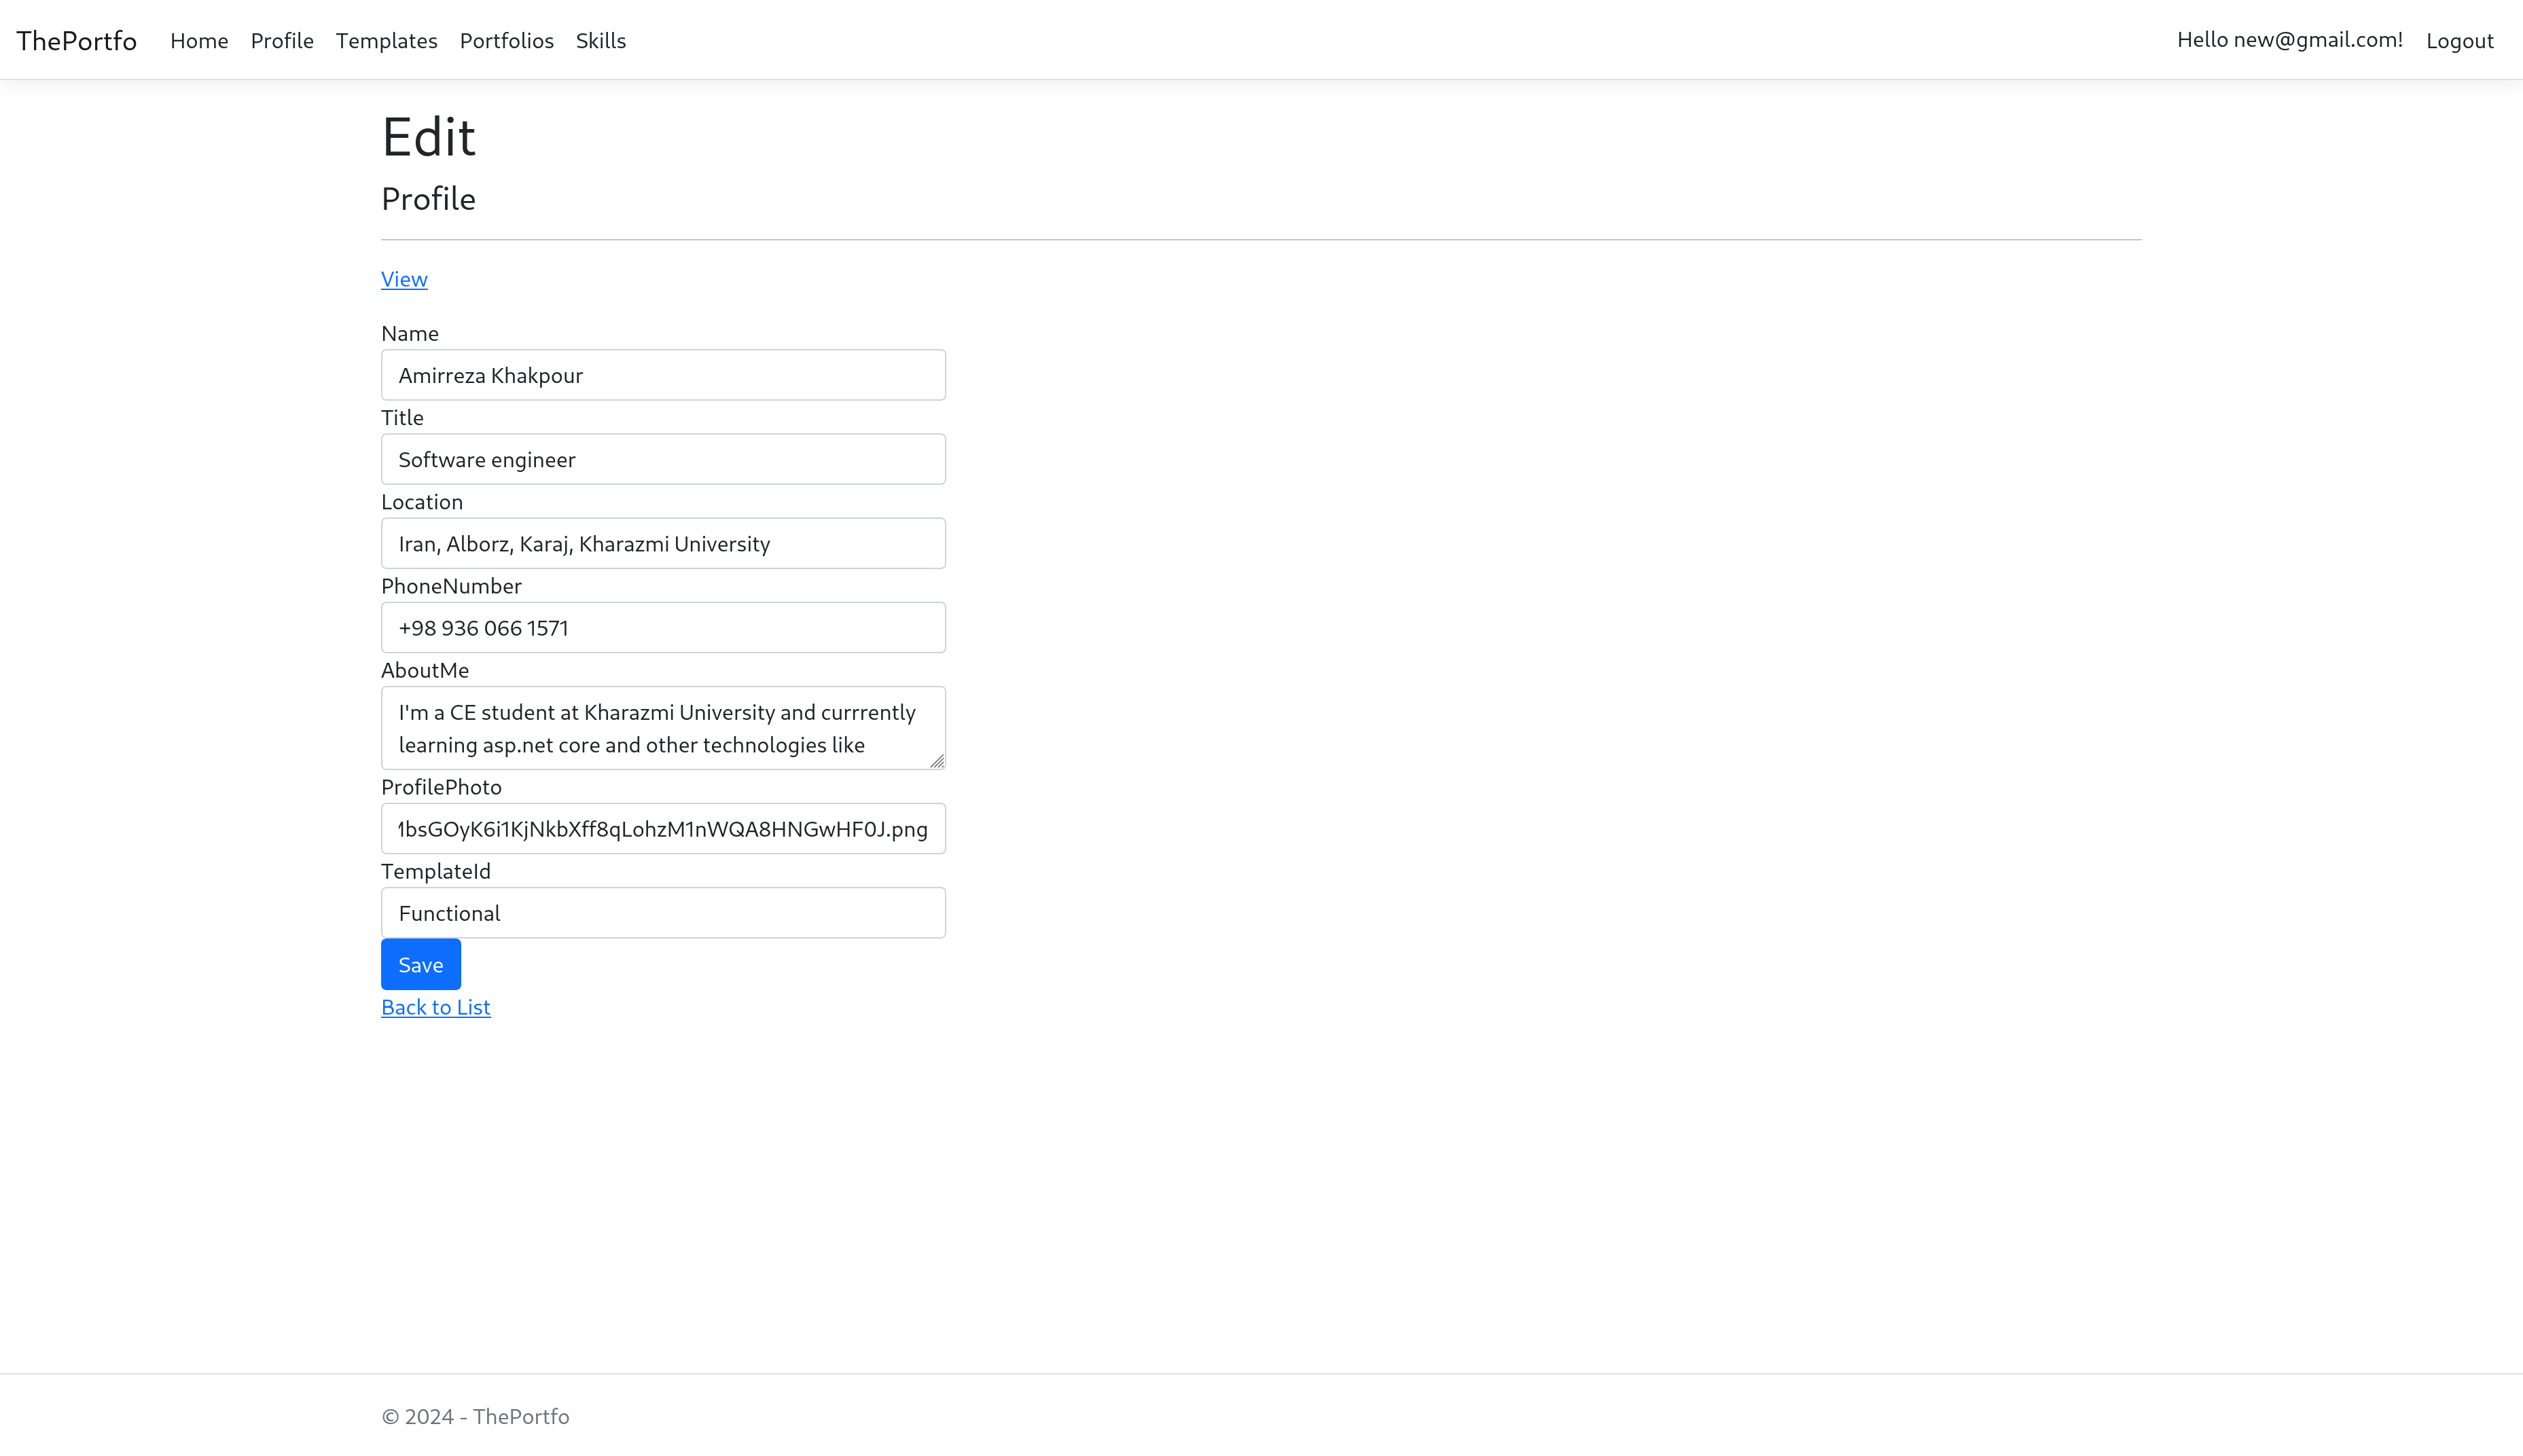 ThePortfo Home Profile Templates Portfolios Skills Hello new@gmail.com! Logout
Edit
Profile
View
Name
Amirreza Khakpour
Title
Software engineer
Location
Iran, Alborz, Karaj, Kharazmi University
PhoneNumber
+98 936 066 1571
AboutMe
I'm a CE student at Kharazmi University and currrently
learning asp.net core and other technologies like
ProfilePhoto
bsGOyK6i1KjNkbXff8qLohzM1nWQA8HNGwHF0J.png
TemplateId
Functional
Save
Back to List
© 2024 - ThePortfo